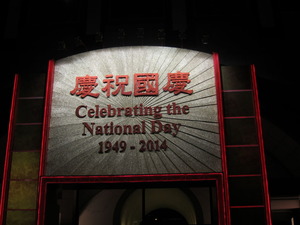 慶祝國慶
Celebrating the
National Day
1949 - 2014